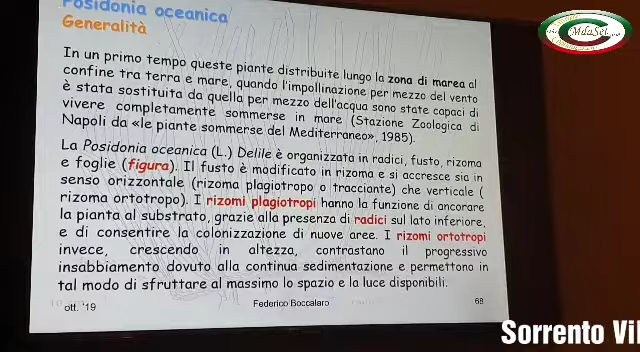 Posidonia oceanica
Generalità
In un primo tempo queste piante distribuite lungo la zona di marea al
confine tra terra e mare, quando l'impollinazione per mezzo del vento
è stata sostituita da quella per mezzo dell'acqua sono state capaci di
vivere completamente sommerse in mare (Stazione Zoologica di
Napoli da «le piante sommerse del Mediterraneo», 1985).
La Posidonia oceanica (L.) Delile è organizzata in radici, fusto, rizoma
e foglie (figura). Il fusto è modificato in rizoma e si accresce sia in
senso orizzontale (rizoma plagiotropo o tracciante) che verticale (
rizoma ortotropo). I rizomi plagiotropi hanno la funzione di ancorare
la pianta al substrato, grazie alla presenza di radici sul lato inferiore,
e di consentire la colonizzazione di nuove aree. I rizomi ortotropi
invece, crescendo in altezza, contrastano il progressivo
insabbiamento dovuto alla continua sedimentazione e permettono in
tal modo di sfruttare al massimo lo spazio e la luce disponibili.
ott. '19 Federico Boccalaro 68
MdaSet
Sorrento Vil